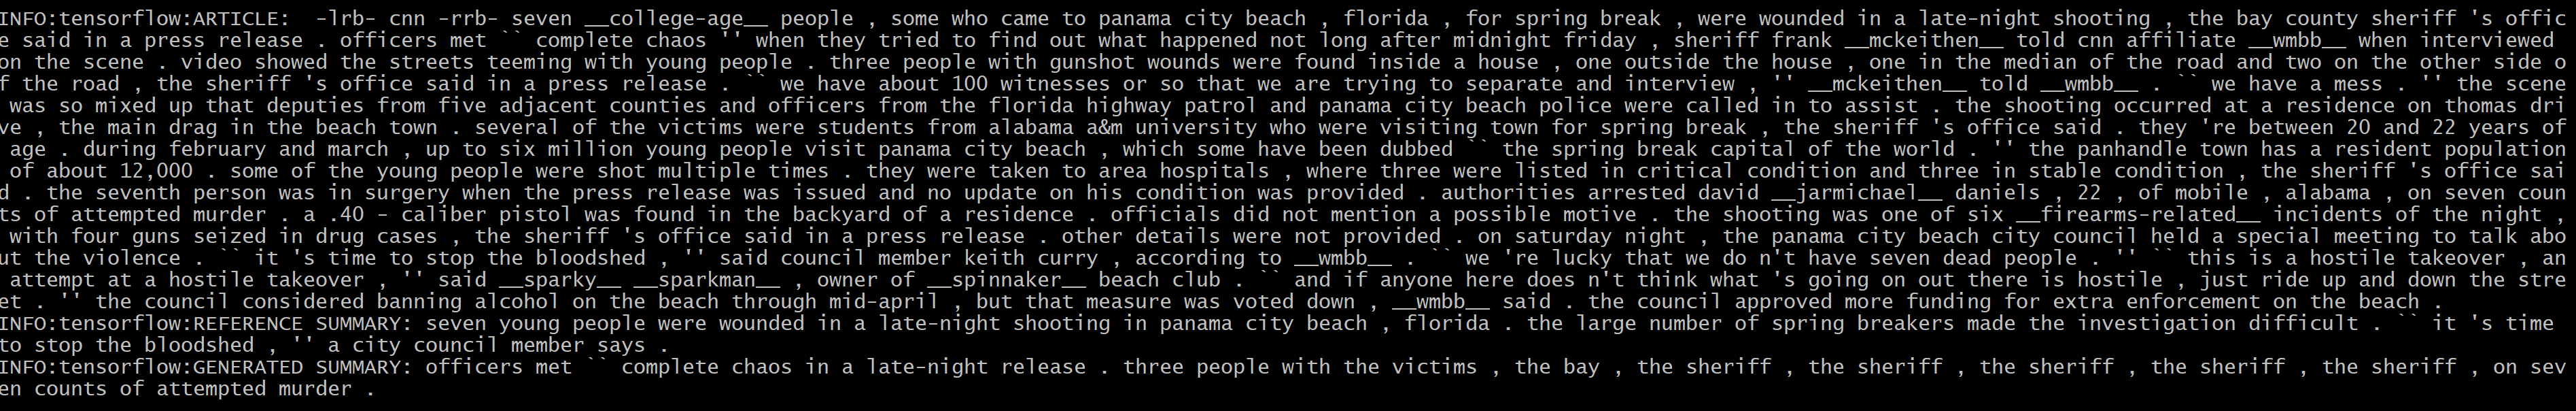 INFO:tensorflow:ARTICLE:  -lrb- cnn -rrb- seven __college-age__ people , some who came to panama city beach , florida , for spring break , were wounded in a late-night shooting , the bay county sheriff 's offic
e said in a press release . officers met `` complete chaos '' when they tried to find out what happened not long after midnight friday , sheriff frank __mckeithen__ told cnn affiliate __wmbb__ when interviewed
on the scene . video showed the streets teeming with young people . three people with gunshot wounds were found inside a house , one outside the house , one in the median of the road and two on the other side o
f the road , the sheriff 's office said in a press release . `` we have about 100 witnesses or so that we are trying to separate and interview , '' __mckeithen__ told __wmbb__ . `` we have a mess . '' the scene
 was so mixed up that deputies from five adjacent counties and officers from the florida highway patrol and panama city beach police were called in to assist . the shooting occurred at a residence on thomas dri
ve , the main drag in the beach town . several of the victims were students from alabama a&m university who were visiting town for spring break , the sheriff 's office said . they 're between 20 and 22 years of
 age . during february and march , up to six million young people visit panama city beach , which some have been dubbed `` the spring break capital of the world . '' the panhandle town has a resident population
 of about 12,000 . some of the young people were shot multiple times . they were taken to area hospitals , where three were listed in critical condition and three in stable condition , the sheriff 's office sai
d . the seventh person was in surgery when the press release was issued and no update on his condition was provided . authorities arrested david __jarmichael__ daniels , 22 , of mobile , alabama , on seven coun
ts of attempted murder . a .40 - caliber pistol was found in the backyard of a residence . officials did not mention a possible motive . the shooting was one of six __firearms-related__ incidents of the night ,
 with four guns seized in drug cases , the sheriff 's office said in a press release . other details were not provided . on saturday night , the panama city beach city council held a special meeting to talk abo
ut the violence . `` it 's time to stop the bloodshed , '' said council member keith curry , according to __wmbb__ . `` we 're lucky that we do n't have seven dead people . '' `` this is a hostile takeover , an
 attempt at a hostile takeover , '' said __sparky__ __sparkman__ , owner of __spinnaker__ beach club . `` and if anyone here does n't think what 's going on out there is hostile , just ride up and down the stre
et . '' the council considered banning alcohol on the beach through mid-april , but that measure was voted down , __wmbb__ said . the council approved more funding for extra enforcement on the beach .
INFO:tensorflow:REFERENCE SUMMARY: seven young people were wounded in a late-night shooting in panama city beach , florida . the large number of spring breakers made the investigation difficult . `` it 's time
to stop the bloodshed , '' a city council member says .
INFO:tensorflow:GENERATED SUMMARY: officers met `` complete chaos in a late-night release . three people with the victims , the bay , the sheriff , the sheriff , the sheriff , the sheriff , the sheriff , on sev
en counts of attempted murder .